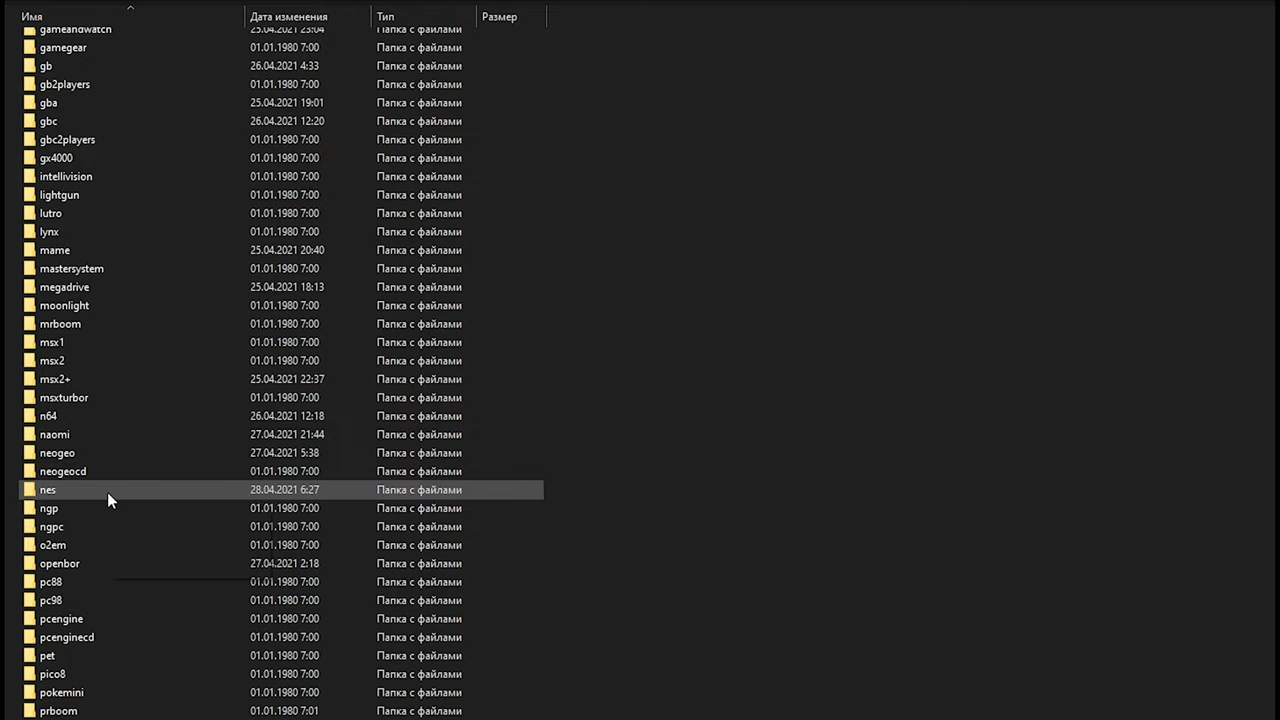 Имя Дата изменения Тип Размер
gameandwatch 25.04.2021 23:04 Папка с файлами
gamegear 01.01.1980 7:00 Папка с файлами
gb 26.04.2021 4:33 Папка с файлами
gb2players 01.01.1980 7:00 Папка с файлами
gba 25.04.2021 19:01 Папка с файлами
gbc 26.04.2021 12:20 Папка с файлами
gbc2players 01.01.1980 7:00 Папка с файлами
gx4000 01.01.1980 7:00 Папка с файлами
intellivision 01.01.1980 7:00 Папка с файлами
lightgun 01.01.1980 7:00 Папка с файлами
lutro 01.01.1980 7:00 Папка с файлами
lynx 01.01.1980 7:00 Папка с файлами
mame 25.04.2021 20:40 Папка с файлами
mastersystem 01.01.1980 7:00 Папка с файлами
megadrive 25.04.2021 18:13 Папка с файлами
moonlight 01.01.1980 7:00 Папка с файлами
mrboom 01.01.1980 7:00 Папка с файлами
msx1 01.01.1980 7:00 Папка с файлами
msx2 01.01.1980 7:00 Папка с файлами
msx2+ 25.04.2021 22:37 Папка с файлами
msxturbor 01.01.1980 7:00 Папка с файлами
n64 26.04.2021 12:18 Папка с файлами
naomi 27.04.2021 21:44 Папка с файлами
neogeo 27.04.2021 5:38 Папка с файлами
neogeocd 01.01.1980 7:00 Папка с файлами
nes 28.04.2021 6:27 Папка с файлами
ngp 01.01.1980 7:00 Папка с файлами
ngpc 01.01.1980 7:00 Папка с файлами
o2em 01.01.1980 7:00 Папка с файлами
openbor 27.04.2021 2:18 Папка с файлами
pc88 01.01.1980 7:00 Папка с файлами
pc98 01.01.1980 7:00 Папка с файлами
pcengine 01.01.1980 7:00 Папка с файлами
pcenginecd 01.01.1980 7:00 Папка с файлами
pet 01.01.1980 7:00 Папка с файлами
pico8 01.01.1980 7:00 Папка с файлами
pokemini 01.01.1980 7:00 Папка с файлами
prboom 01.01.1980 7:01 Папка с файлами